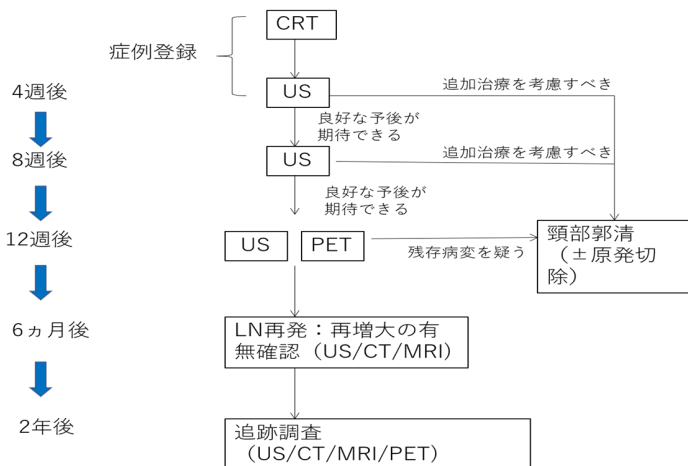 CRT
症例登録
4週後
US
追加治療を考慮すべき
良好な予後が
期待できる
8週後
US
追加治療を考慮すべき
良好な予後が
期待できる
12週後
US
PET
残存病変を疑う
頸部郭清
（±原発切
除）
6ヵ月後
LN再発：再増大の有
無確認（US/CT/MRI）
2年後
追跡調査
（US/CT/MRI/PET）